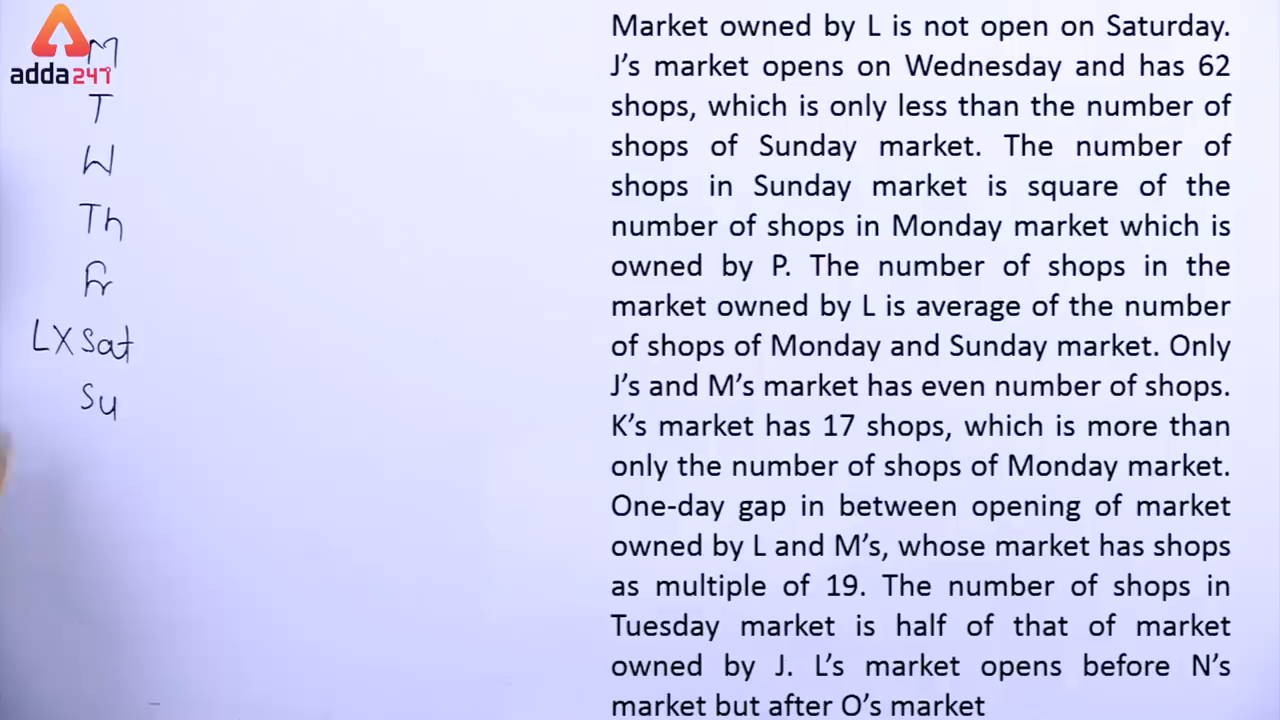 adda247
M
T
W
Th
Fr
LX Sat
Su
Market owned by L is not open on Saturday.
J’s market opens on Wednesday and has 62
shops, which is only less than the number of
shops of Sunday market. The number of
shops in Sunday market is square of the
number of shops in Monday market which is
owned by P. The number of shops in the
market owned by L is average of the number
of shops of Monday and Sunday market. Only
J’s and M’s market has even number of shops.
K’s market has 17 shops, which is more than
only the number of shops of Monday market.
One-day gap in between opening of market
owned by L and M’s, whose market has shops
as multiple of 19. The number of shops in
Tuesday market is half of that of market
owned by J. L’s market opens before N’s
market but after O’s market